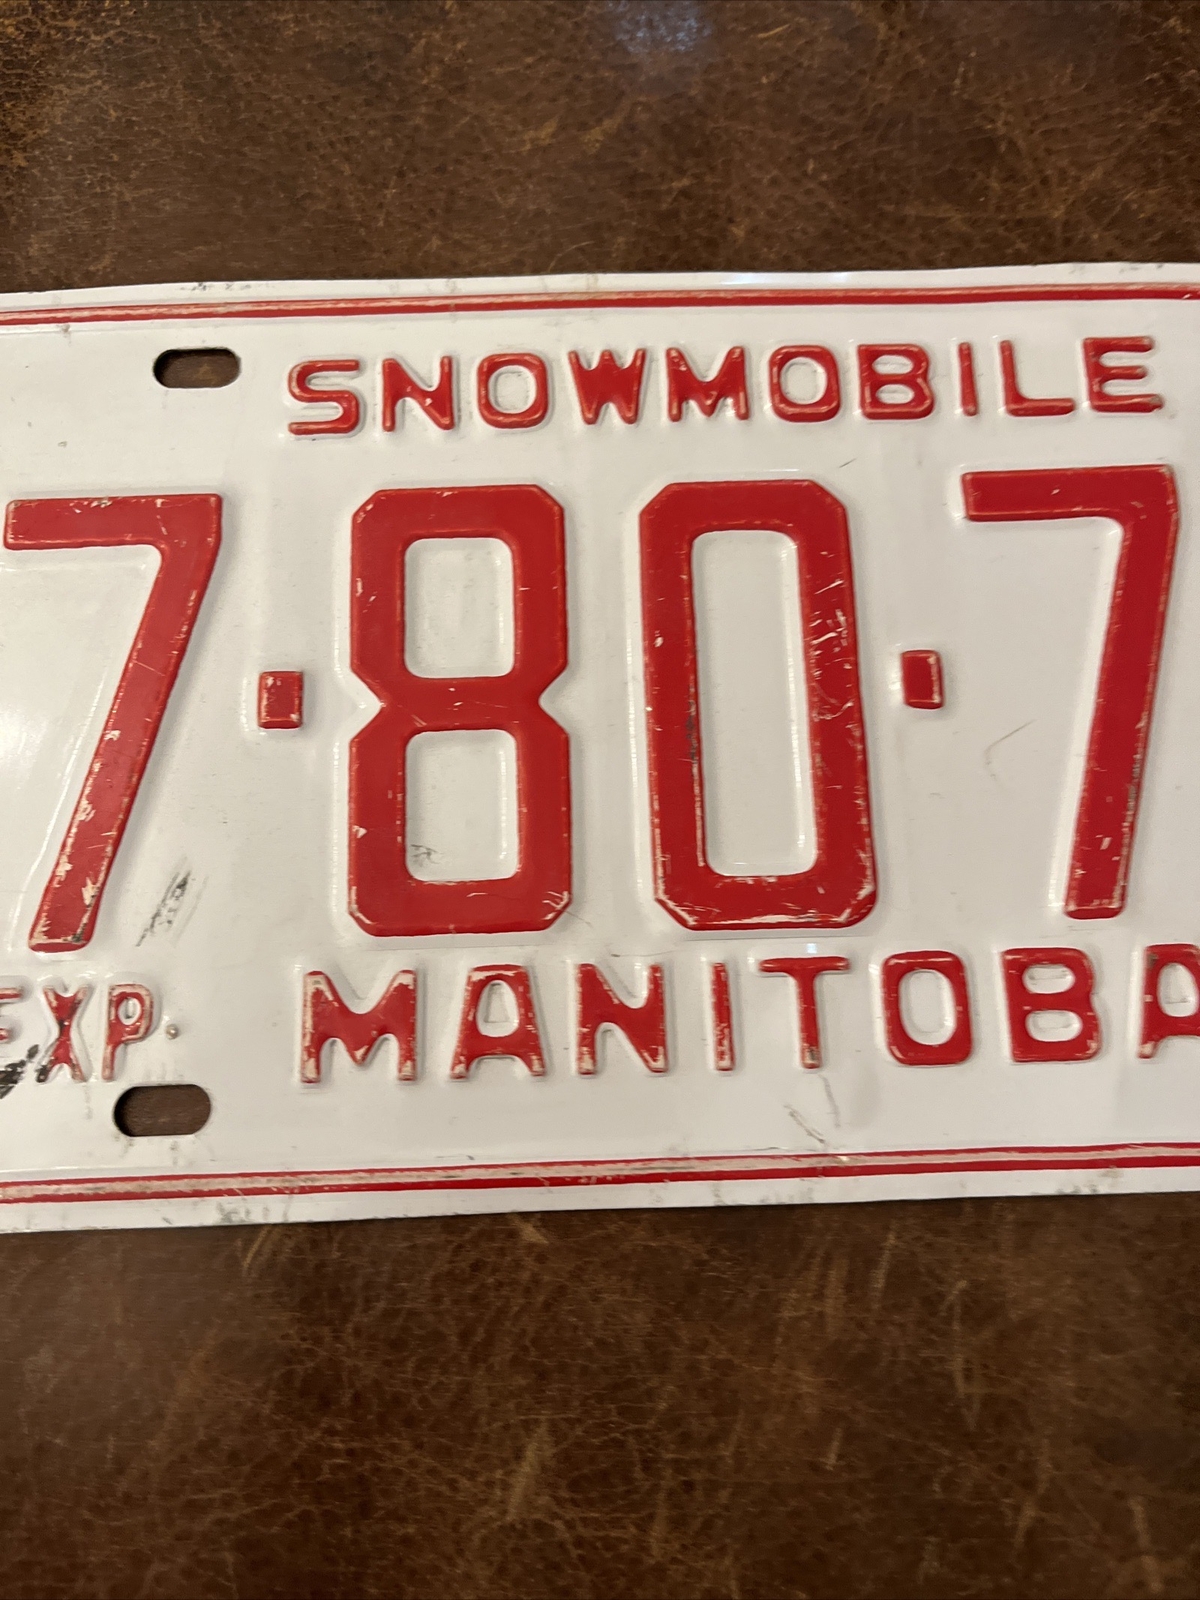 SNOWMOBILE
7·80·7
EXP. MANITOBA